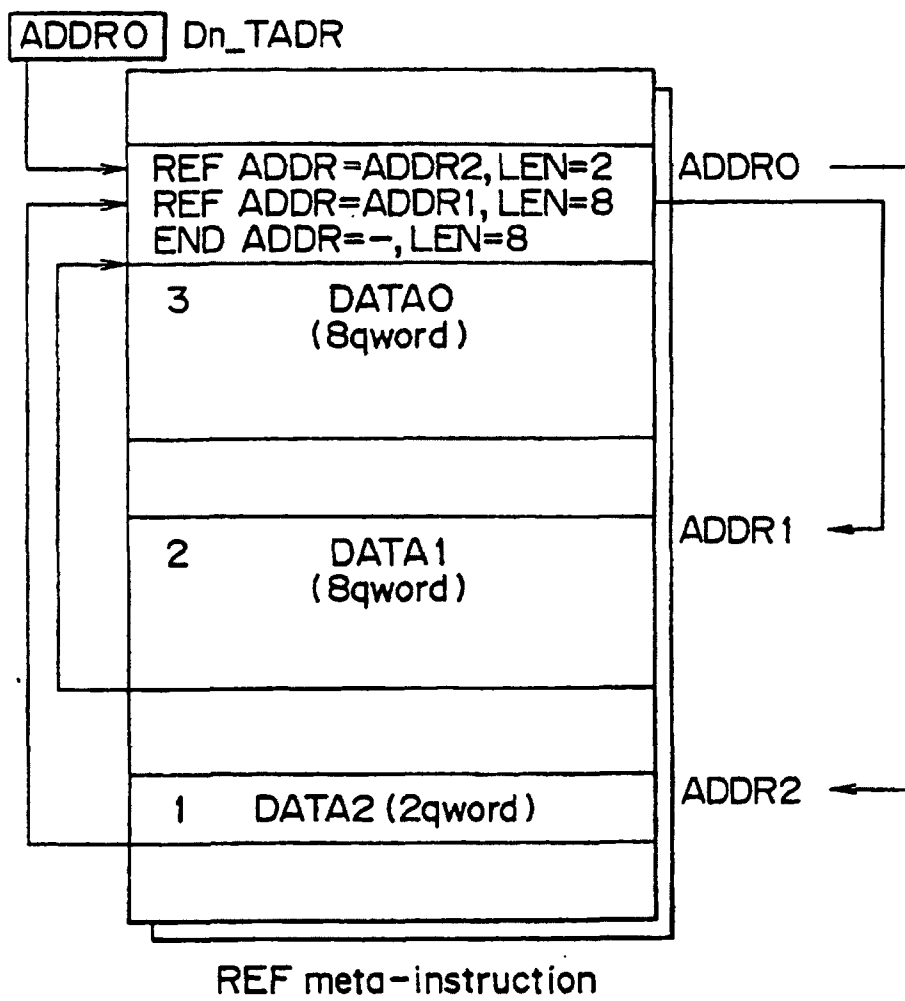 ADDR0 Dn_TADR
REF ADDR=ADDR2, LEN=2 ADDR0
REF ADDR=ADDR1, LEN=8
END ADDR=-, LEN=8
3 DATA0
(8qword)
ADDR1
2 DATA1
(8qword)
ADDR2
1 DATA2 (2qword)
REF meta-instruction